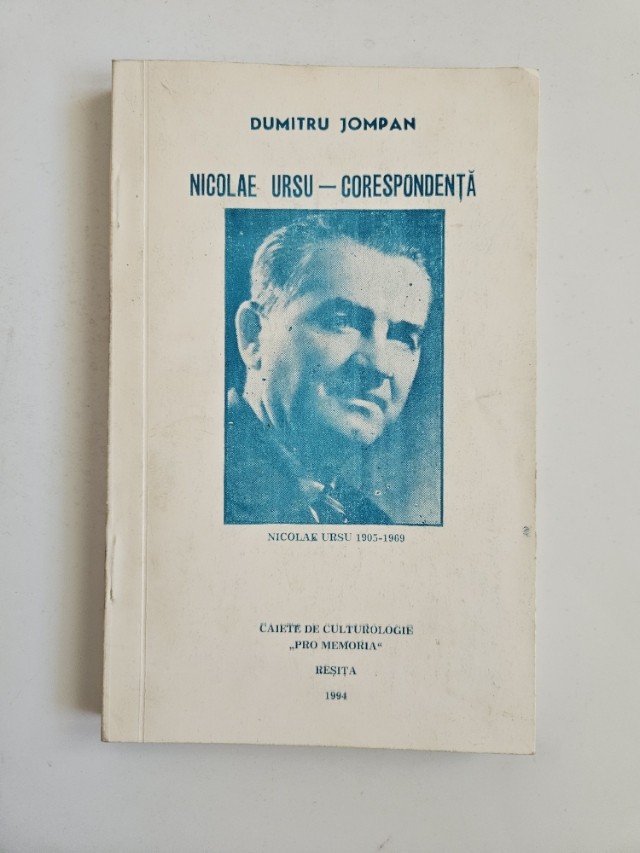 DUMITRU JOMPAN
NICOLAE URSU — CORESPONDENȚĂ
NICOLAE URSU 1905-1969
CAIETE DE CULTUROLOGIE
„PRO MEMORIA“
REȘIȚA
1994